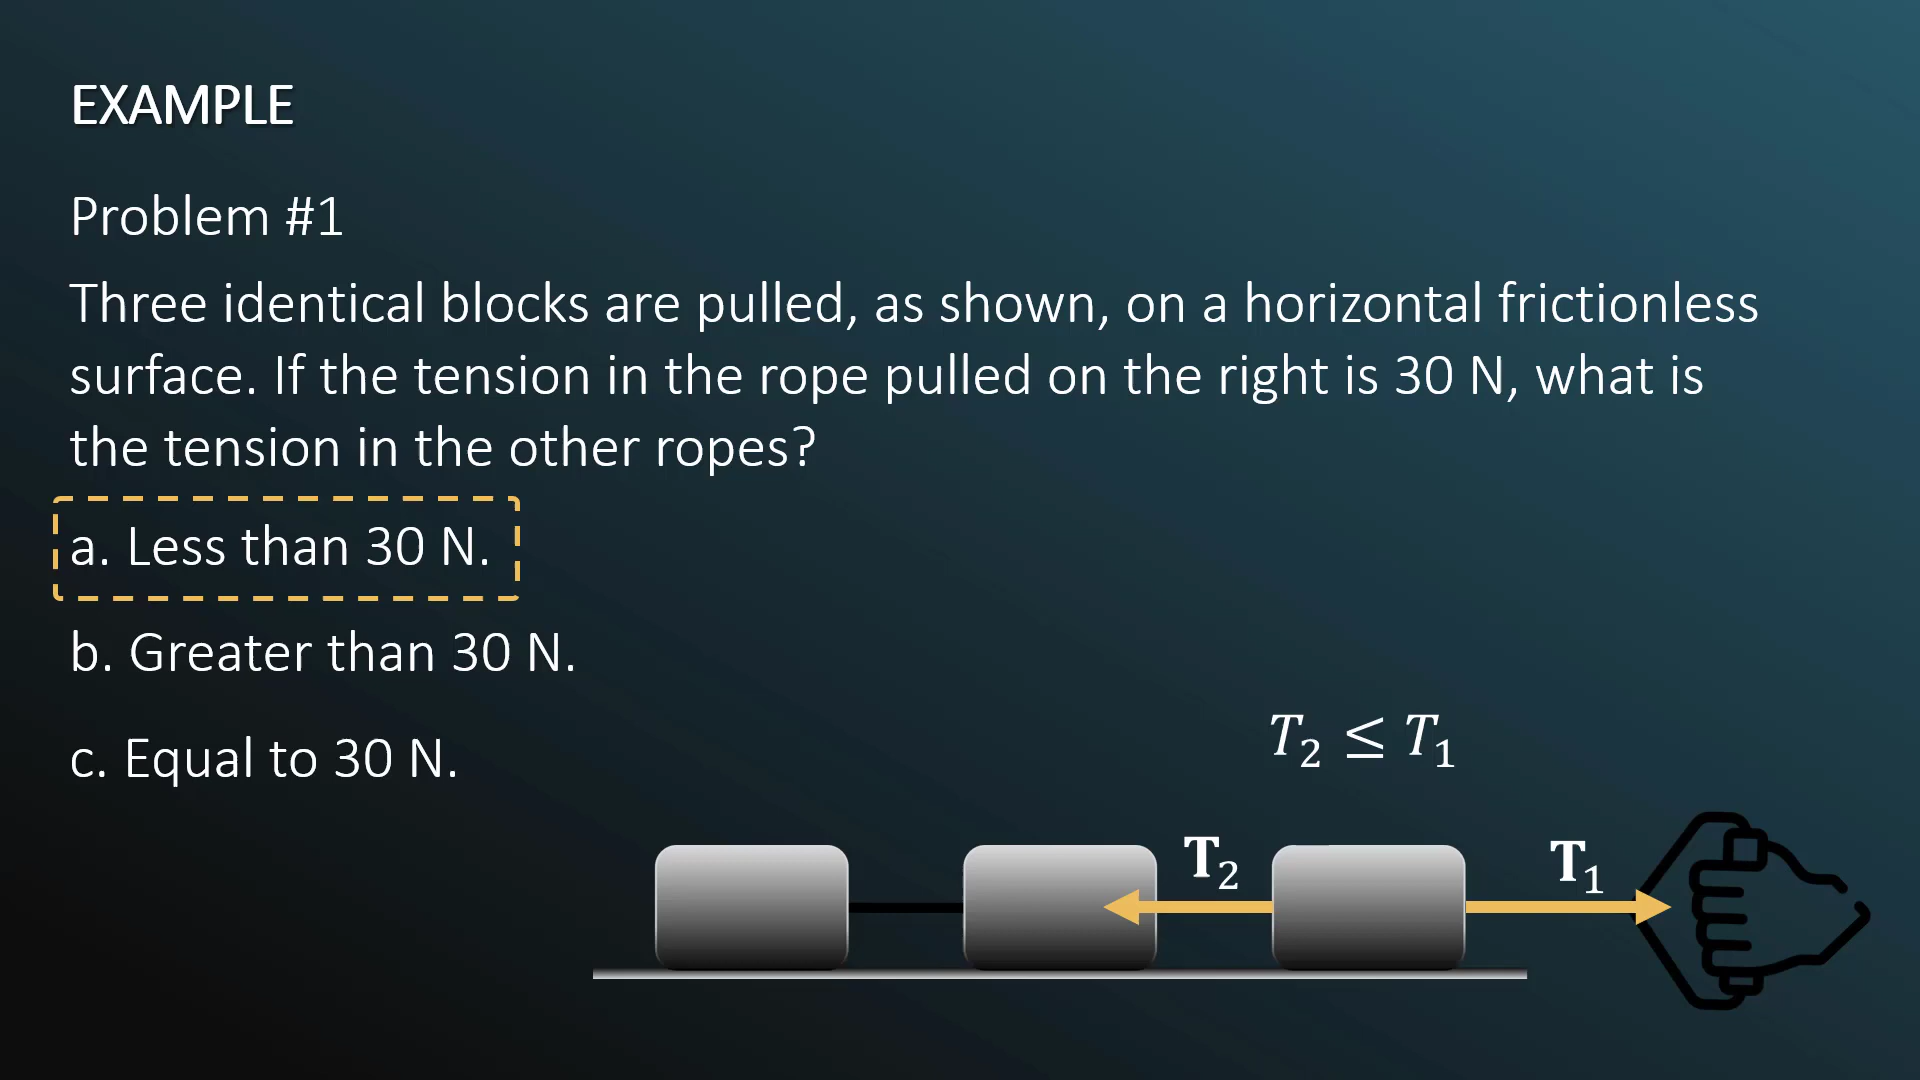 EXAMPLE
Problem #1
Three identical blocks are pulled, as shown, on a horizontal frictionless
surface. If the tension in the rope pulled on the right is 30 N, what is
the tension in the other ropes?
a. Less than 30 N.
b. Greater than 30 N.
c. Equal to 30 N.
T₂ ≤ T₁
T₂
T₁